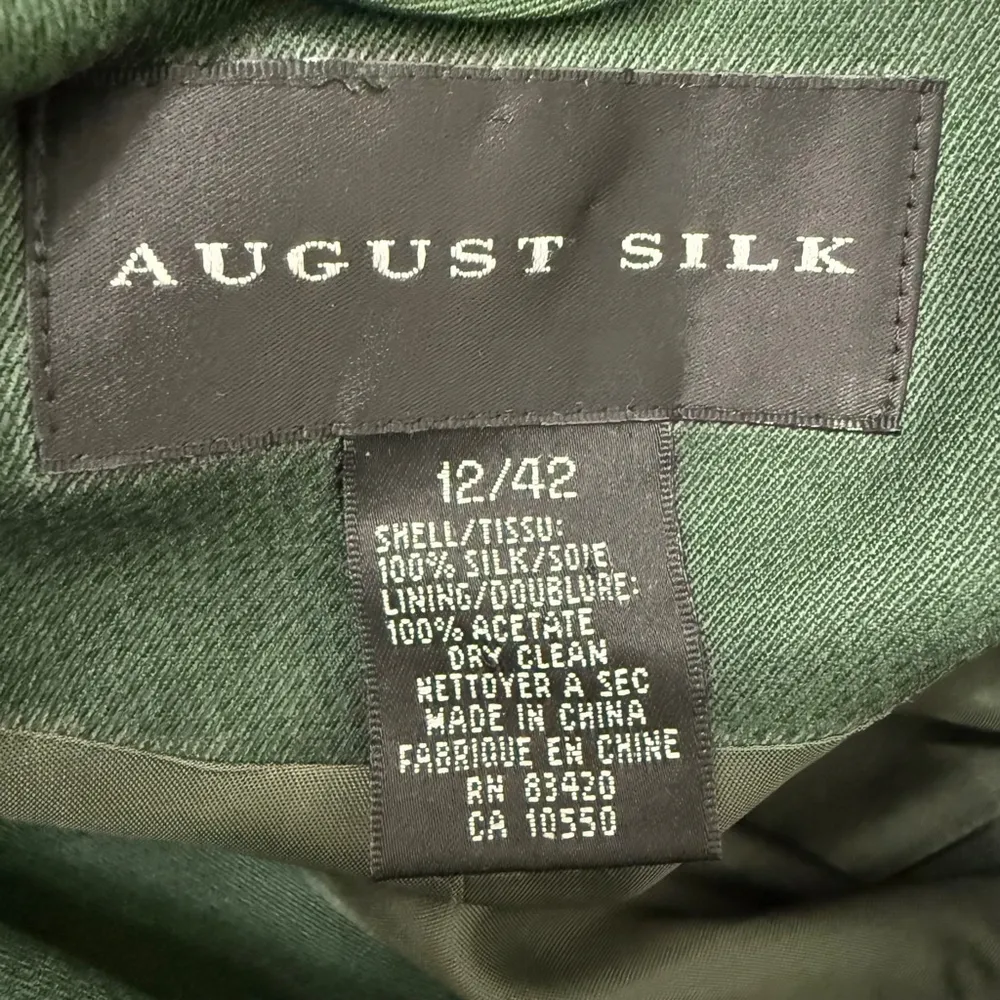 AUGUST SILK
12/42
SHELL/TISSU:
100% SILK/SOIE
LINING/DOUBLURE:
100% ACETATE
DRY CLEAN
NETTOYER A SEC
MADE IN CHINA
FABRIQUE EN CHINE
RN 83420
CA 10550